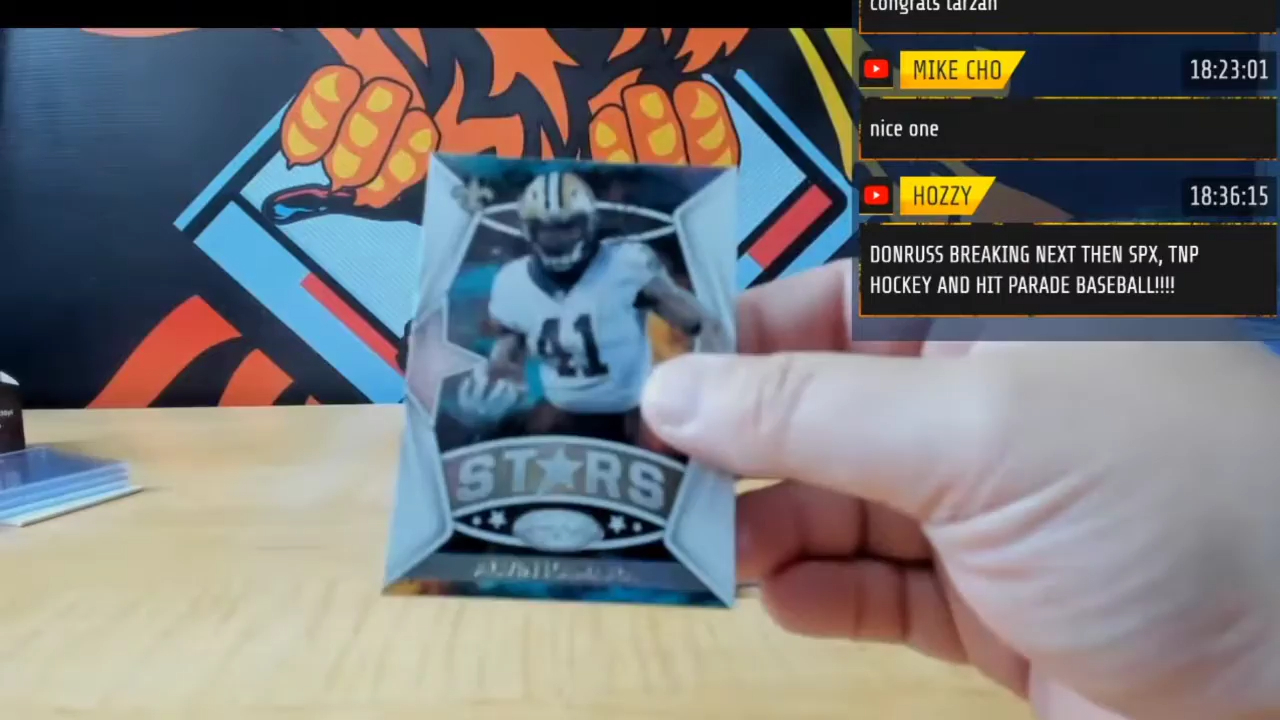 congrats tarzan
MIKE CHO
18:23:01
nice one
HOZZY
18:36:15
DONRUSS BREAKING NEXT THEN SPX, TNP
HOCKEY AND HIT PARADE BASEBALL!!!!
41
STARS